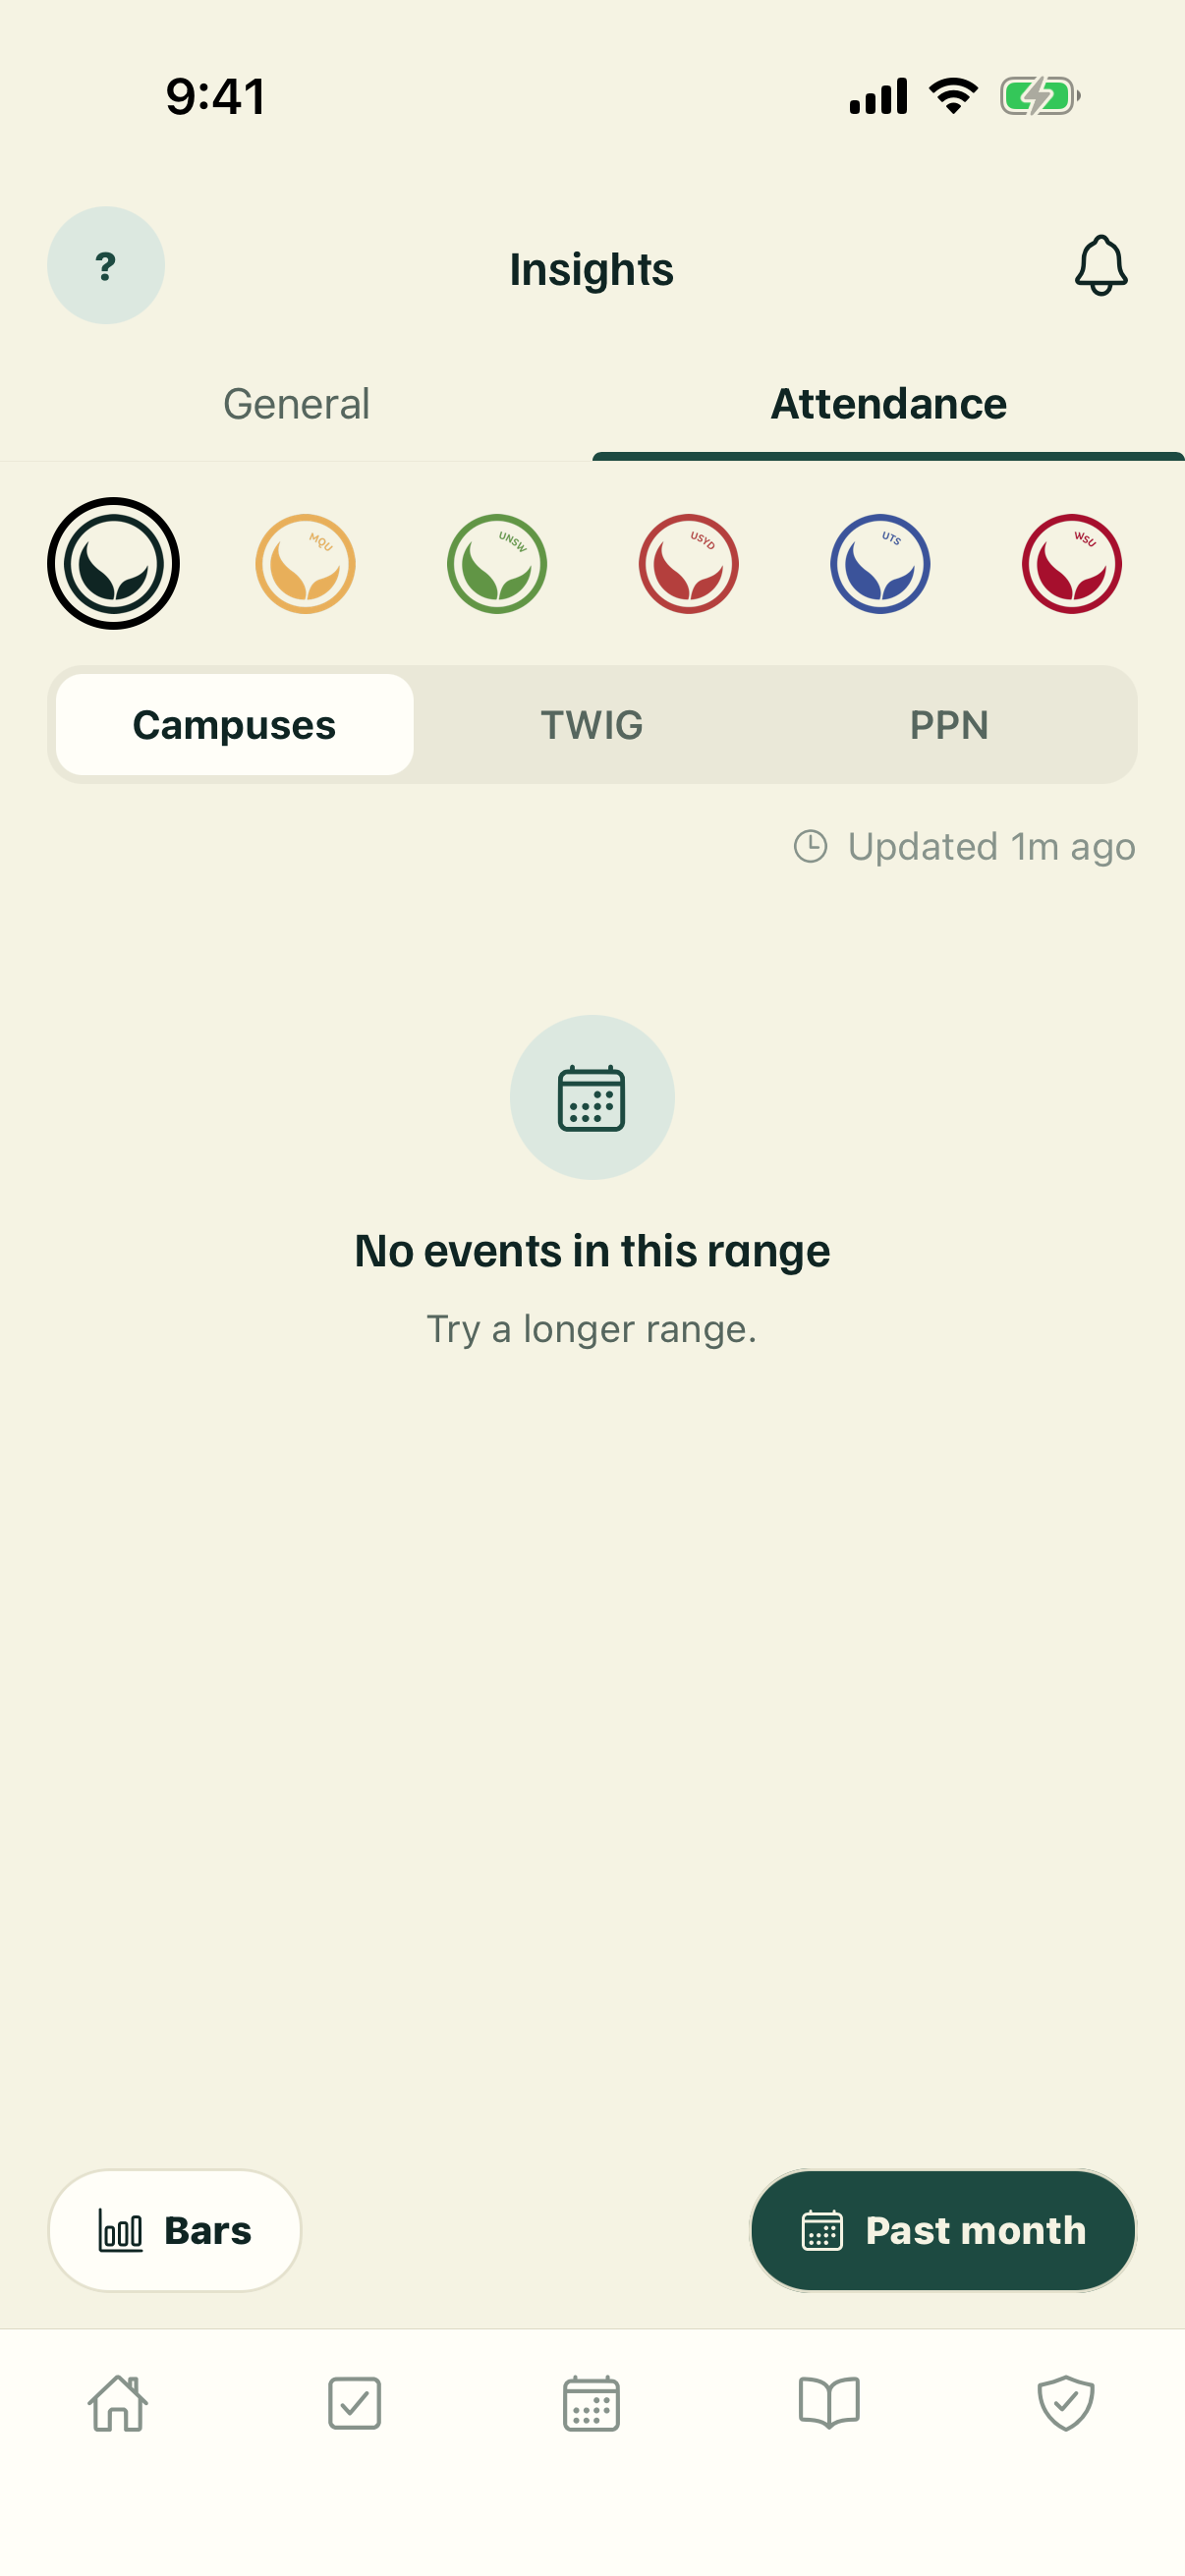 9:41
?
Insights
General
Attendance
MQU
UNSW
USYD
UTS
WSU
Campuses
TWIG
PPN
Updated 1m ago
No events in this range
Try a longer range.
Bars
Past month